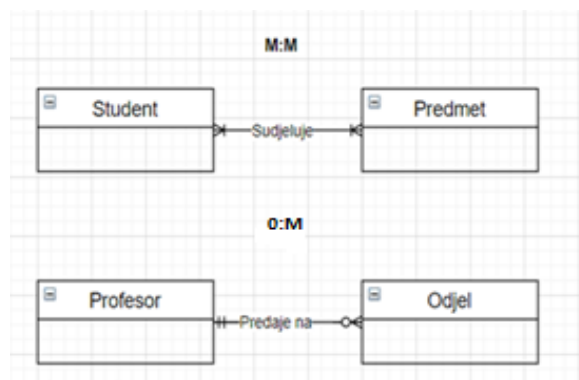 M:M
Student
Predmet
Sudjeluje
0:M
Profesor
Odjel
Predaje na